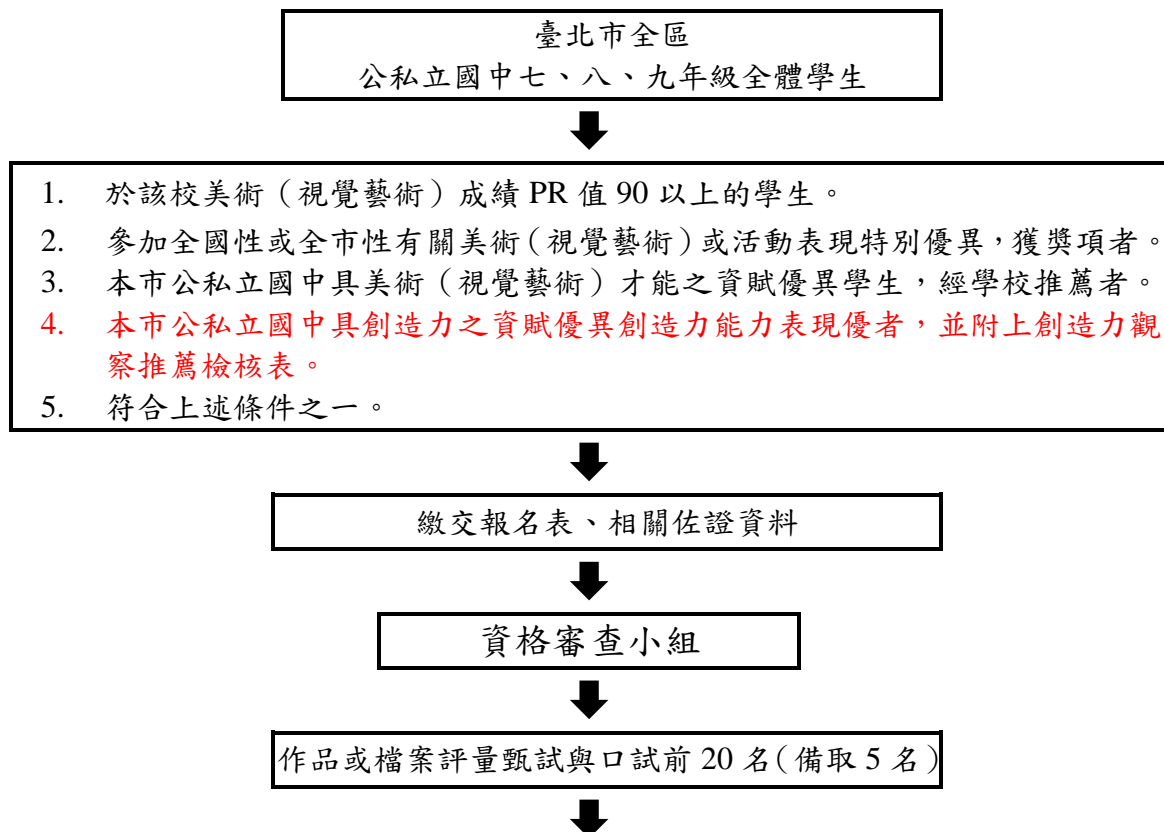 臺北市全區
公私立國中七、八、九年級全體學生
1. 於該校美術（視覺藝術）成績 PR 值 90 以上的學生。
2. 參加全國性或全市性有關美術（視覺藝術）或活動表現特別優異，獲獎項者。
3. 本市公私立國中具美術（視覺藝術）才能之資賦優異學生，經學校推薦者。
4. 本市公私立國中具創造力之資賦優異創造力能力表現優者，並附上創造力觀
察推薦檢核表。
5. 符合上述條件之一。
繳交報名表、相關佐證資料
資格審查小組
作品或檔案評量甄試與口試前 20 名（備取 5 名）